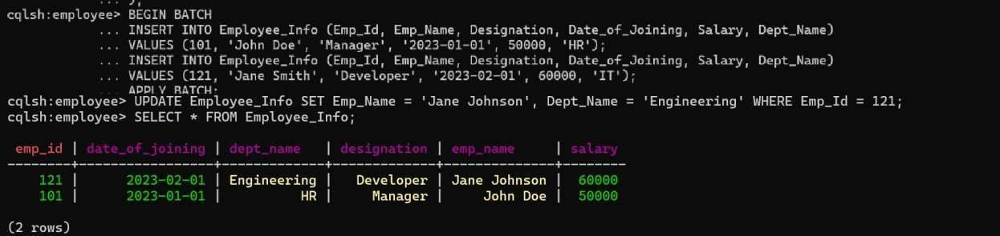 ... );
cqlsh:employee> BEGIN BATCH
... INSERT INTO Employee_Info (Emp_Id, Emp_Name, Designation, Date_of_Joining, Salary, Dept_Name)
... VALUES (101, 'John Doe', 'Manager', '2023-01-01', 50000, 'HR');
... INSERT INTO Employee_Info (Emp_Id, Emp_Name, Designation, Date_of_Joining, Salary, Dept_Name)
... VALUES (121, 'Jane Smith', 'Developer', '2023-02-01', 60000, 'IT');
... APPLY BATCH;
cqlsh:employee> UPDATE Employee_Info SET Emp_Name = 'Jane Johnson', Dept_Name = 'Engineering' WHERE Emp_Id = 121;
cqlsh:employee> SELECT * FROM Employee_Info;
emp_id | date_of_joining | dept_name | designation | emp_name | salary
--------+-----------------+-------------+-------------+--------------+--------
121 | 2023-02-01 | Engineering | Developer | Jane Johnson | 60000
101 | 2023-01-01 | HR | Manager | John Doe | 50000
(2 rows)